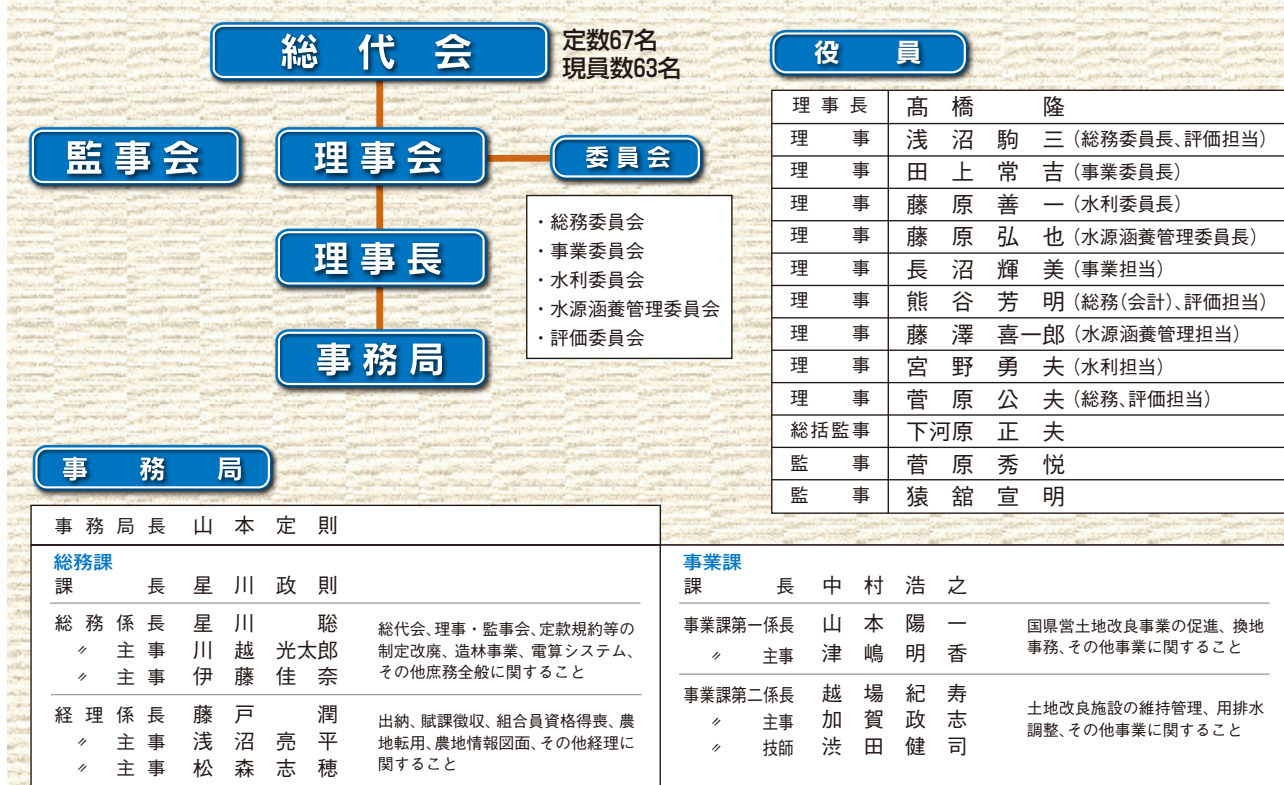 総代会
定数67名
現員数63名
監事会
理事会
委員会
・総務委員会
・事業委員会
・水利委員会
・水源涵養管理委員会
・評価委員会
理事長
事務局
役員
理事長 髙橋 隆
理事 浅沼駒三(総務委員長、評価担当)
理事 田上常吉(事業委員長)
理事 藤原善一(水利委員長)
理事 藤原弘也(水源涵養管理委員長)
理事 長沼輝美(事業担当)
理事 熊谷芳明(総務(会計)、評価担当)
理事 藤澤喜一郎(水源涵養管理担当)
理事 宮野勇夫(水利担当)
理事 菅原公夫(総務、評価担当)
総括監事 下河原正夫
監事 菅原秀悦
監事 猿舘宣明
事務局
事務局長 山本定則
総務課
課長 星川政則
総務係長 星川 聡
〃 主事 川越光太郎
〃 主事 伊藤佳奈
総代会、理事・監事会、定款規約等の
制定改廃、造林事業、電算システム、
その他庶務全般に関すること
経理係長 藤戸 潤
〃 主事 浅沼亮平
〃 主事 松森志穂
出納、賦課徴収、組合員資格得喪、農
地転用、農地情報図面、その他経理に
関すること
事業課
課長 中村浩之
事業課第一係長 山本陽一
〃 主事 津嶋明香
国県営土地改良事業の促進、換地
事務、その他事業に関すること
事業課第二係長 越場紀寿
〃 主事 加賀政志
〃 技師 渋田健司
土地改良施設の維持管理、用排水
調整、その他事業に関すること